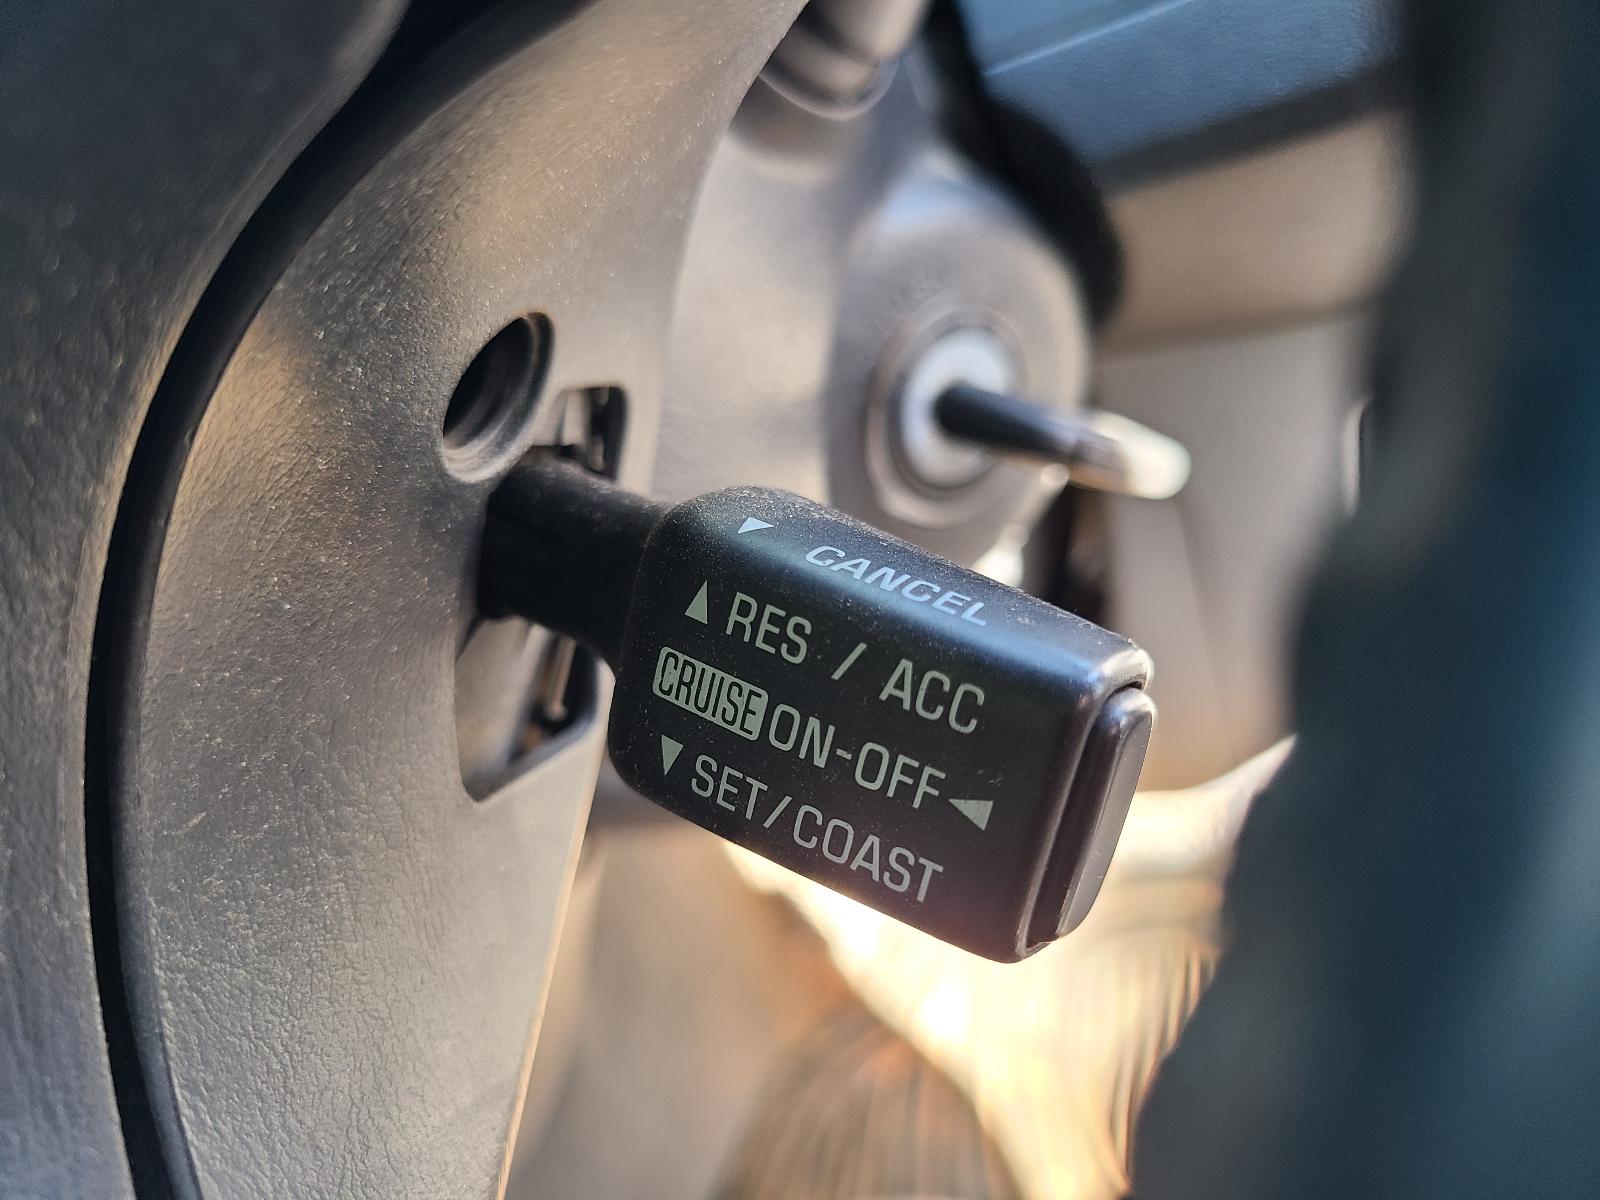 CANCEL
▲ RES / ACC
CRUISE ON-OFF ◀
▼ SET/COAST